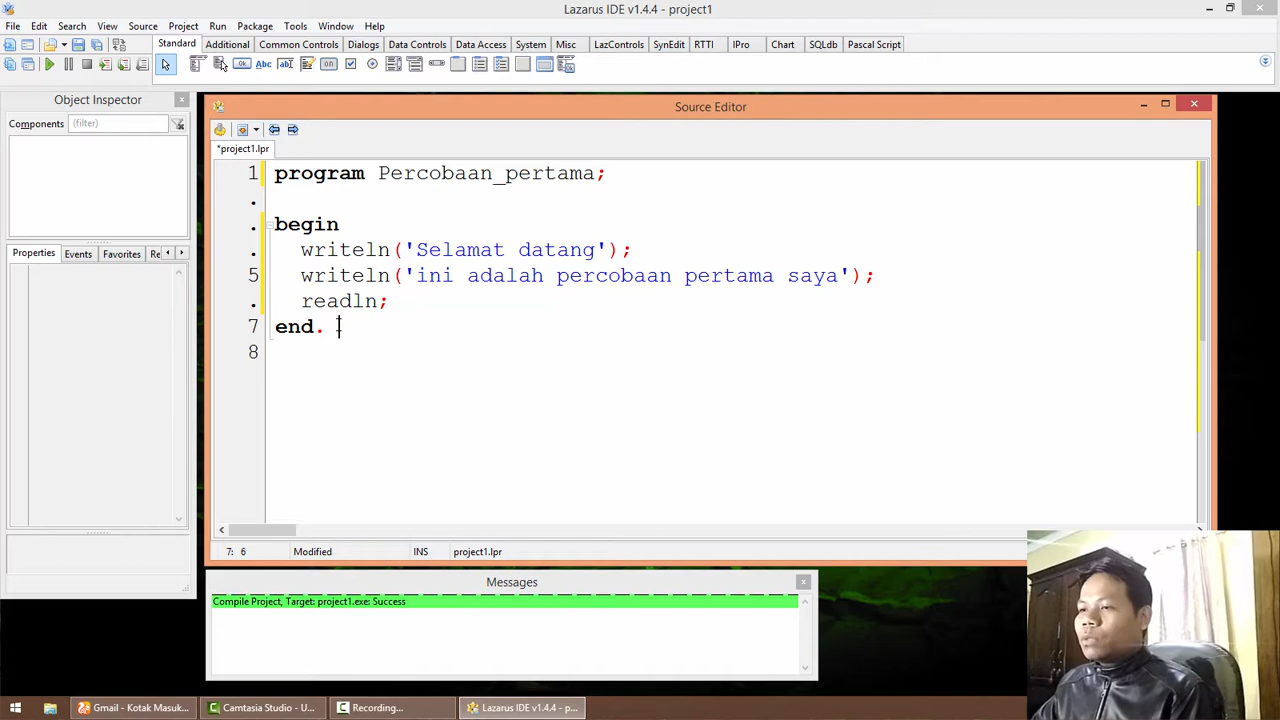 Lazarus IDE v1.4.4 - project1
File Edit Search View Source Project Run Package Tools Window Help
Standard Additional Common Controls Dialogs Data Controls Data Access System Misc LazControls SynEdit RTTI IPro Chart SQLdb Pascal Script
Object Inspector
Components (filter)
Properties Events Favorites Re
Source Editor
*project1.lpr
1 program Percobaan_pertama;
.
. begin
. writeln('Selamat datang');
5 writeln('ini adalah percobaan pertama saya');
. readln;
7 end.
8
7: 6 Modified INS project1.lpr
Messages
Compile Project, Target: project1.exe: Success
Gmail - Kotak Masuk... Camtasia Studio - U... Recording... Lazarus IDE v1.4.4 - p...